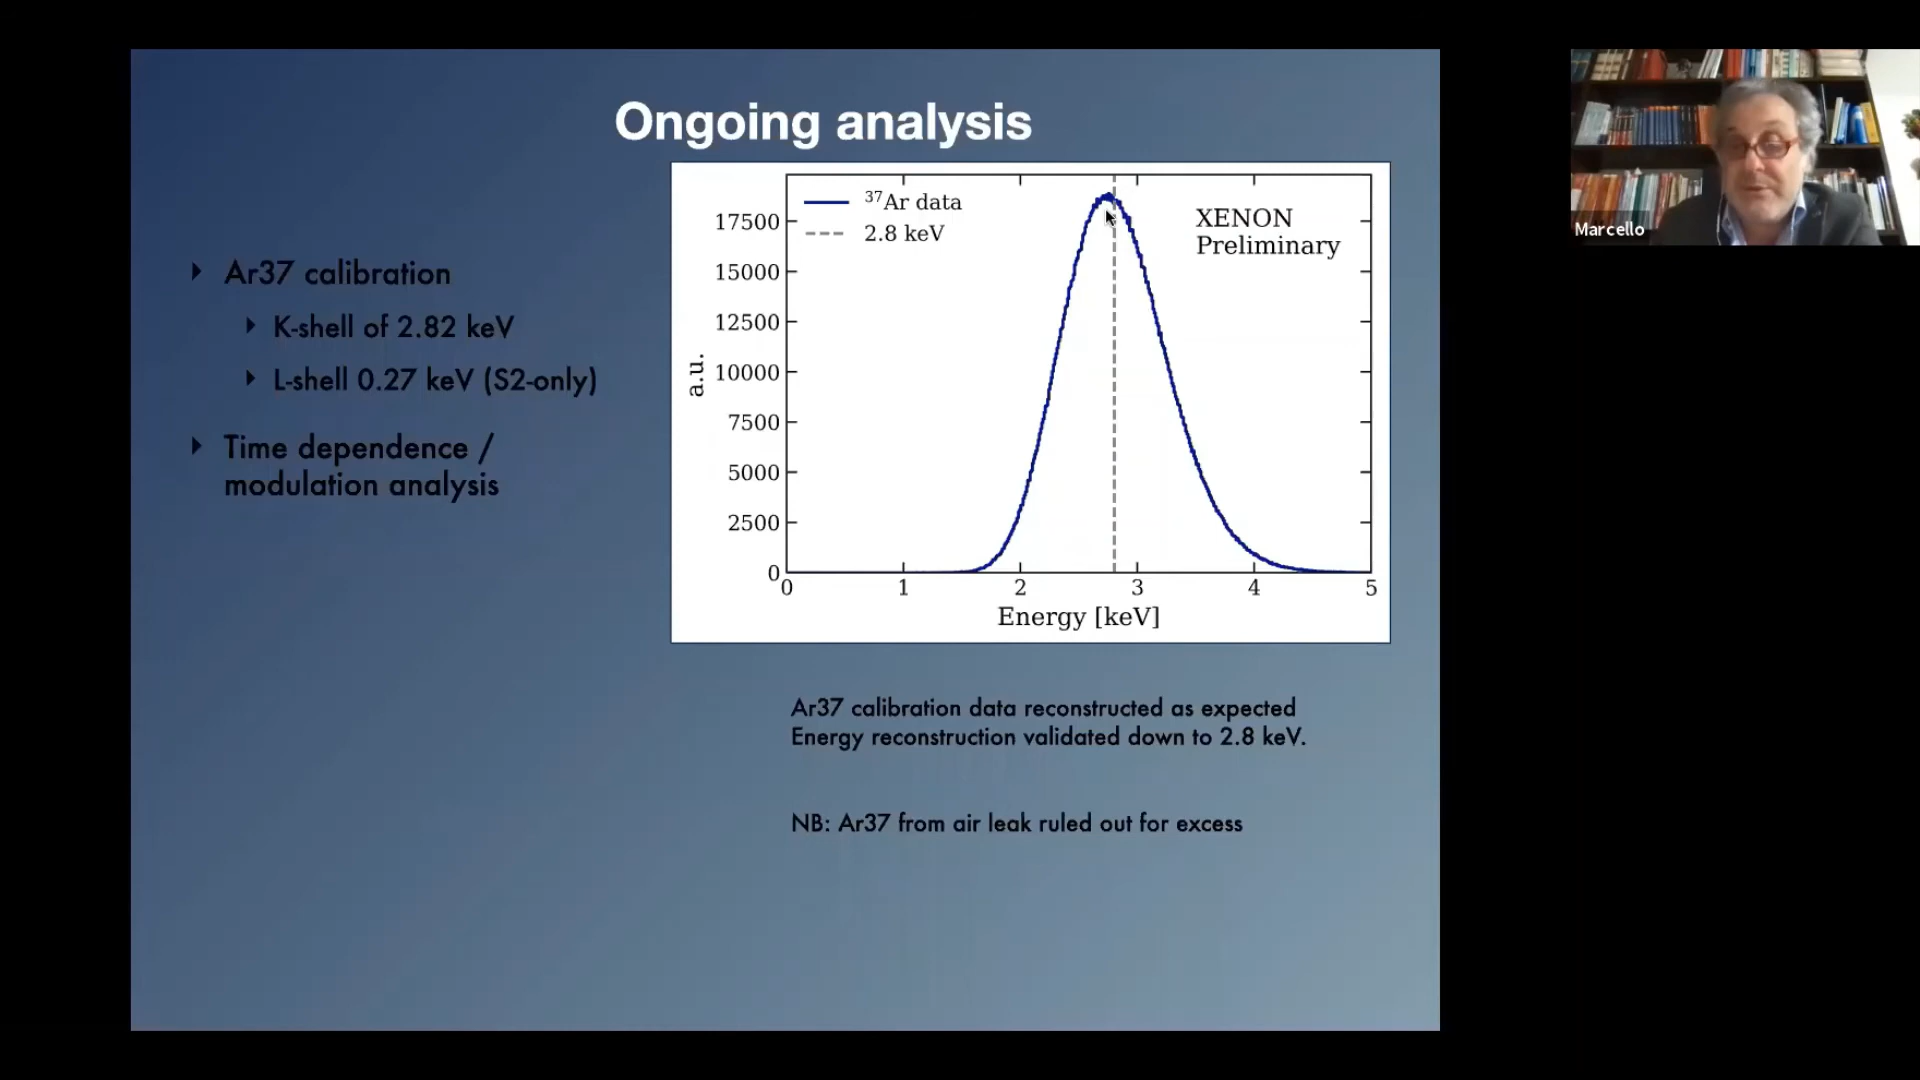 Ongoing analysis
Ar37 calibration
K-shell of 2.82 keV
L-shell 0.27 keV (S2-only)
Time dependence /
modulation analysis
³⁷Ar data
2.8 keV
XENON
Preliminary
a.u.
17500
15000
12500
10000
7500
5000
2500
0
0 1 2 3 4 5
Energy [keV]
Ar37 calibration data reconstructed as expected
Energy reconstruction validated down to 2.8 keV.
NB: Ar37 from air leak ruled out for excess
Marcello